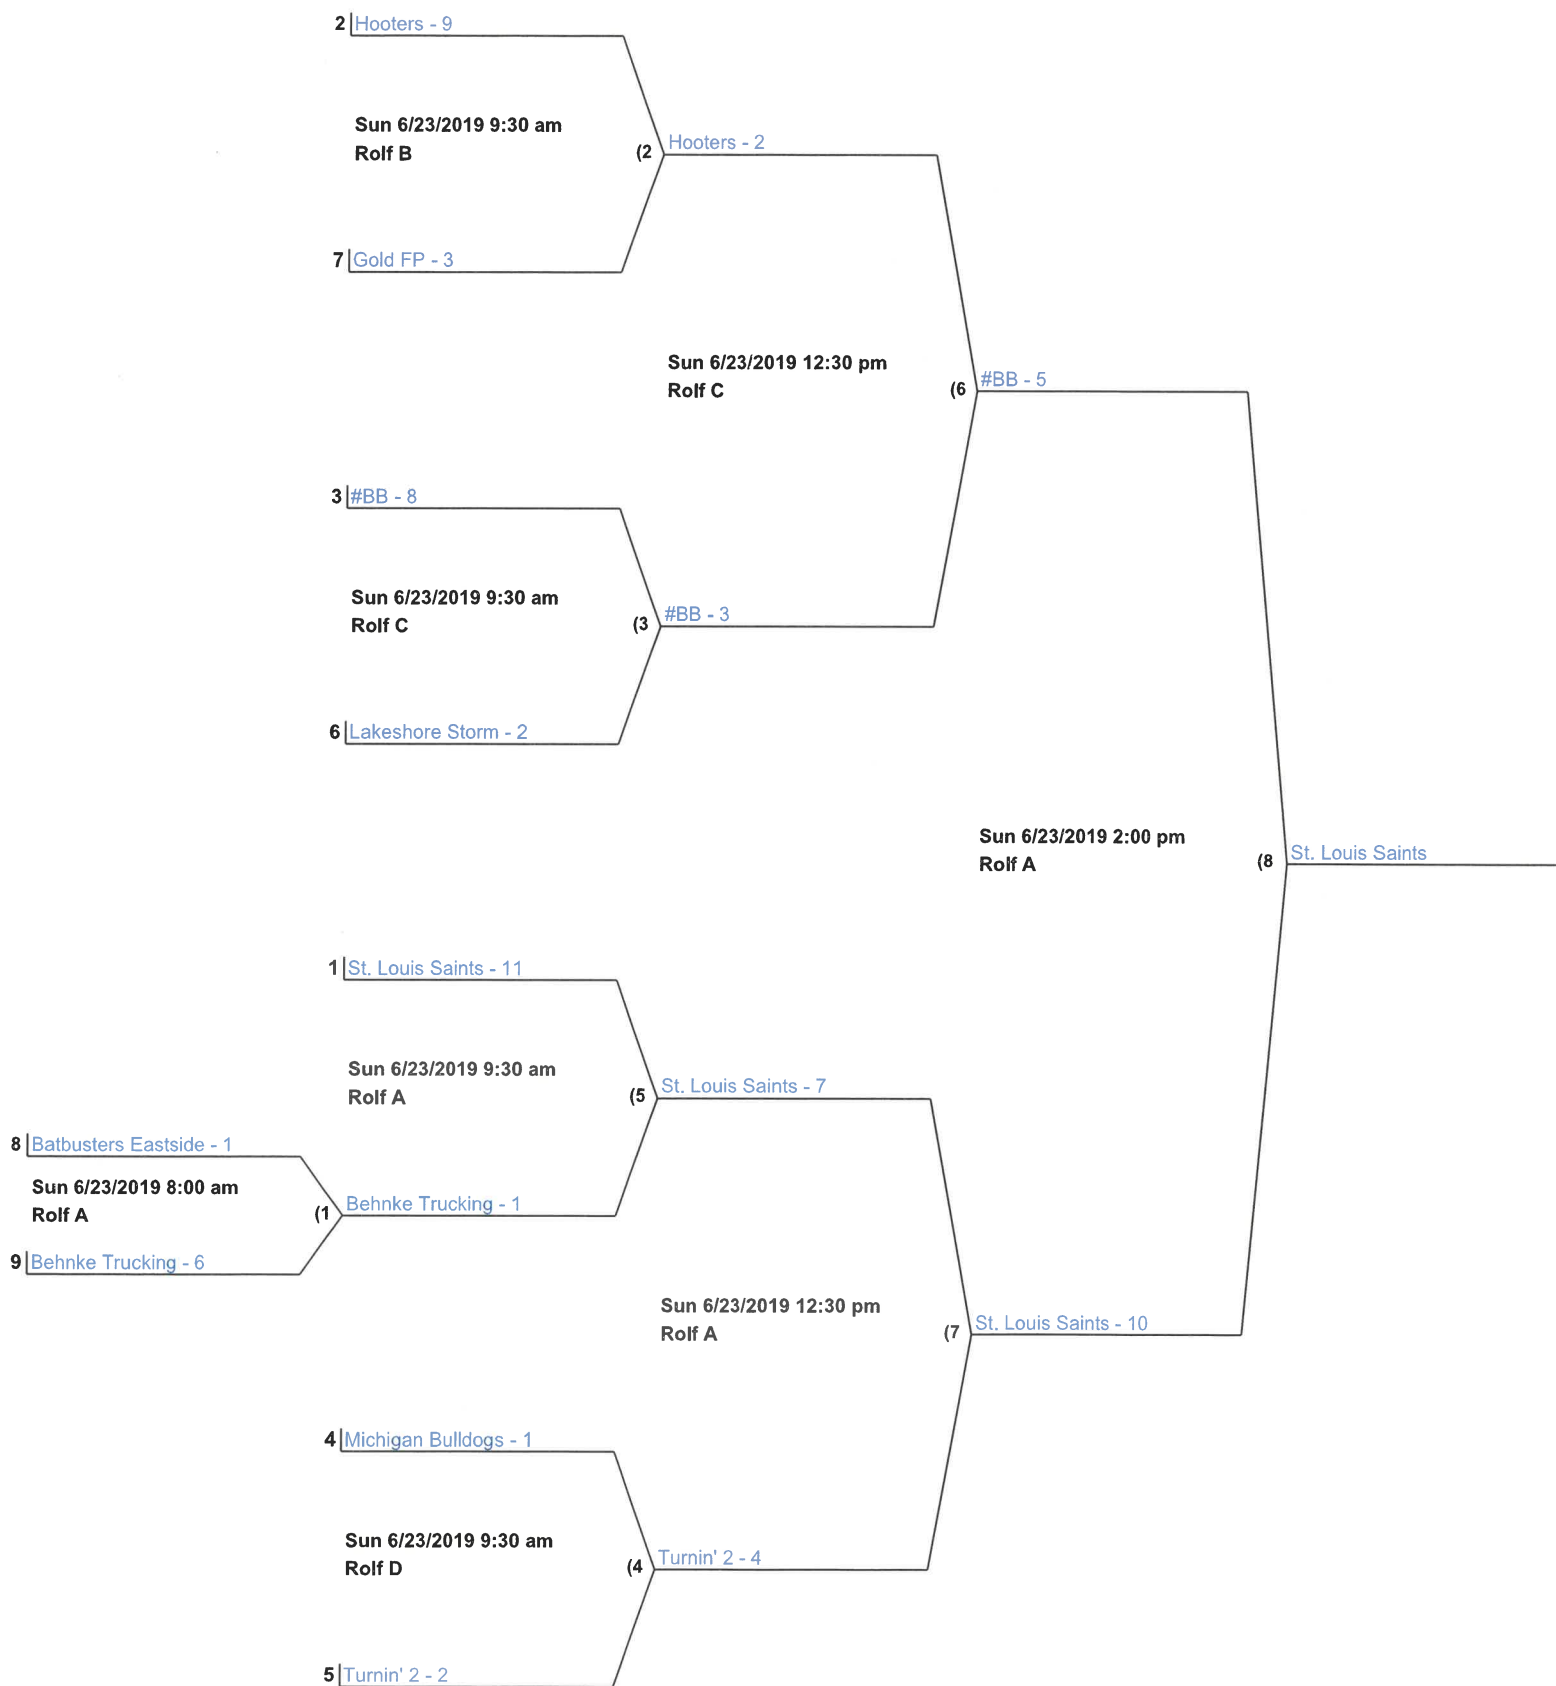 2 Hooters - 9
Sun 6/23/2019 9:30 am
Rolf B
(2 Hooters - 2
7 Gold FP - 3
Sun 6/23/2019 12:30 pm
Rolf C
(6 #BB - 5
3 #BB - 8
Sun 6/23/2019 9:30 am
Rolf C
(3 #BB - 3
6 Lakeshore Storm - 2
Sun 6/23/2019 2:00 pm
Rolf A
(8 St. Louis Saints
1 St. Louis Saints - 11
Sun 6/23/2019 9:30 am
Rolf A
(5 St. Louis Saints - 7
8 Batbusters Eastside - 1
Sun 6/23/2019 8:00 am
Rolf A
(1 Behnke Trucking - 1
9 Behnke Trucking - 6
Sun 6/23/2019 12:30 pm
Rolf A
(7 St. Louis Saints - 10
4 Michigan Bulldogs - 1
Sun 6/23/2019 9:30 am
Rolf D
(4 Turnin' 2 - 4
5 Turnin' 2 - 2